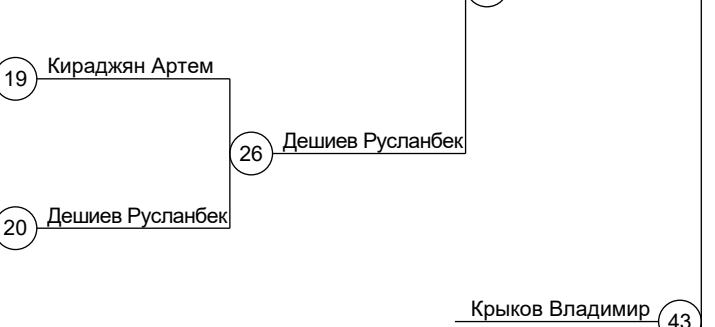 19 Кираджян Артем
26 Дешиев Русланбек
20 Дешиев Русланбек
Крыков Владимир 43